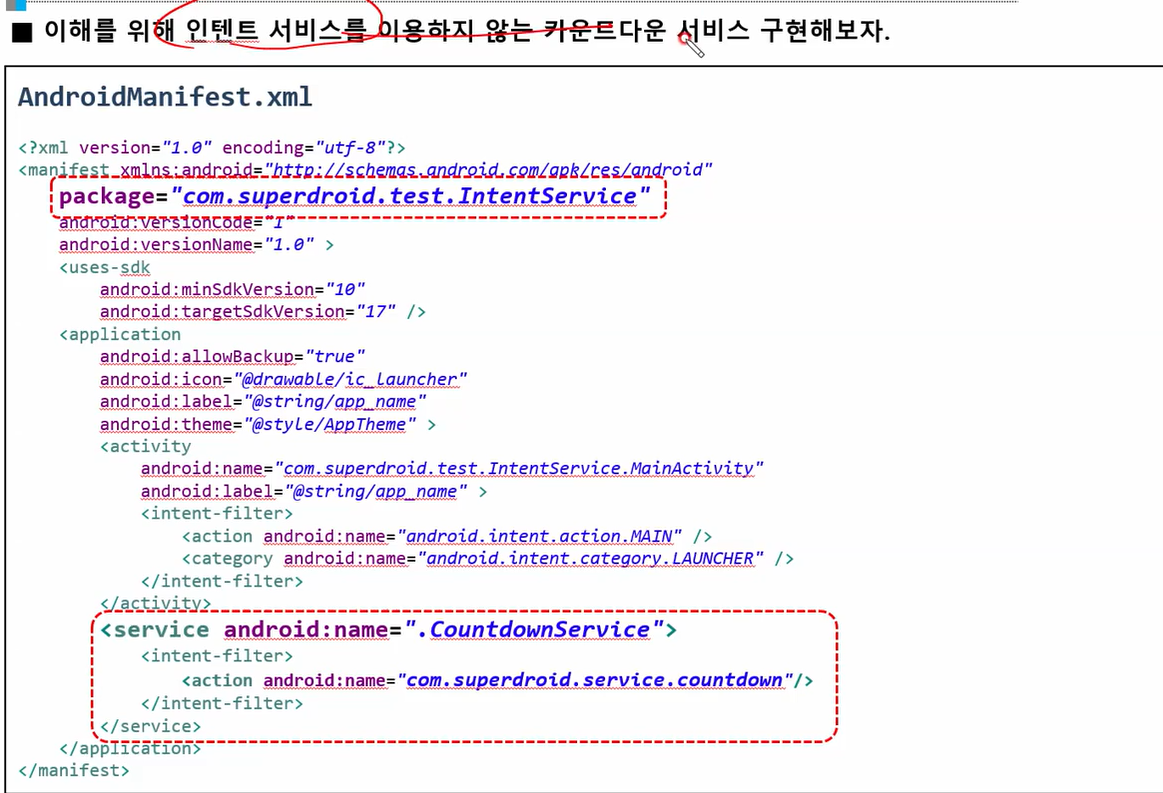 ■ 이해를 위해 인텐트 서비스를 이용하지 않는 카운트다운 서비스 구현해보자.
AndroidManifest.xml
<?xml version="1.0" encoding="utf-8"?>
<manifest xmlns:android="http://schemas.android.com/apk/res/android"
package="com.superdroid.test.IntentService"
android:versionCode="1"
android:versionName="1.0" >
<uses-sdk
android:minSdkVersion="10"
android:targetSdkVersion="17" />
<application
android:allowBackup="true"
android:icon="@drawable/ic_launcher"
android:label="@string/app_name"
android:theme="@style/AppTheme" >
<activity
android:name="com.superdroid.test.IntentService.MainActivity"
android:label="@string/app_name" >
<intent-filter>
<action android:name="android.intent.action.MAIN" />
<category android:name="android.intent.category.LAUNCHER" />
</intent-filter>
</activity>
<service android:name=".CountdownService">
<intent-filter>
<action android:name="com.superdroid.service.countdown"/>
</intent-filter>
</service>
</application>
</manifest>